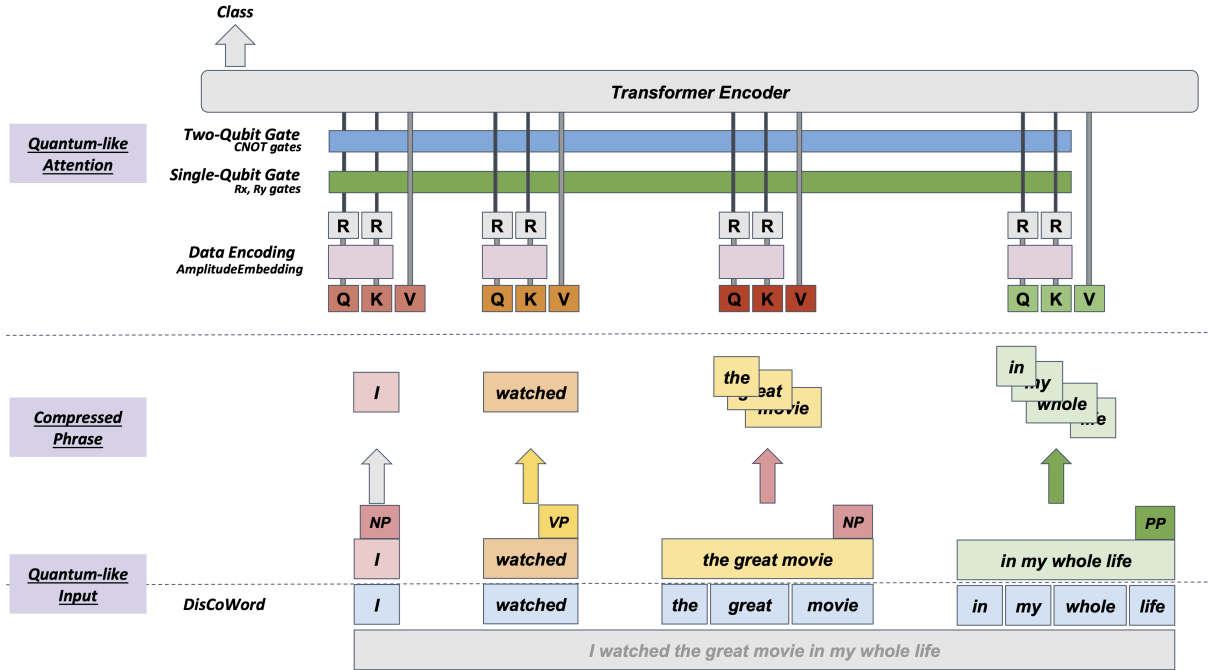 Class
Transformer Encoder
Quantum-like
Attention
Two-Qubit Gate
CNOT gates
Single-Qubit Gate
Rx, Ry gates
R R R R R R R R
Data Encoding
AmplitudeEmbedding
Q K V Q K V Q K V Q K V
Compressed
Phrase
I
watched
the
great
movie
in
my
whole
life
NP VP NP PP
I watched the great movie in my whole life
Quantum-like
Input
DisCoWord
I watched the great movie in my whole life
I watched the great movie in my whole life